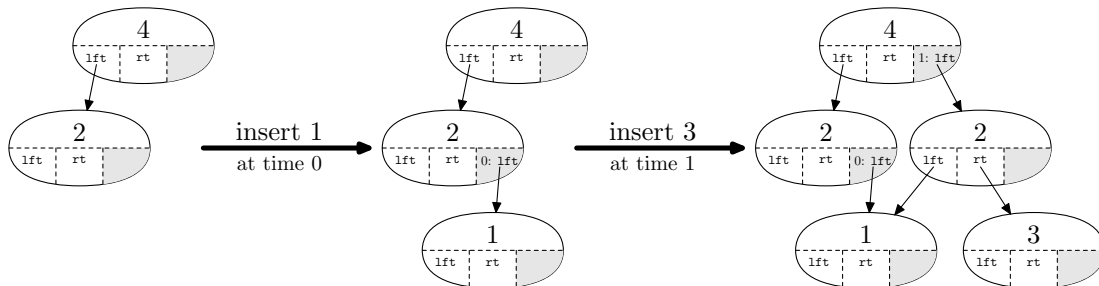 4
lft rt
2
lft rt
insert 1
at time 0
4
lft rt
2
lft rt 0: lft
1
lft rt
insert 3
at time 1
4
lft rt 1: lft
2
lft rt 0: lft
2
lft rt
1
lft rt
3
lft rt